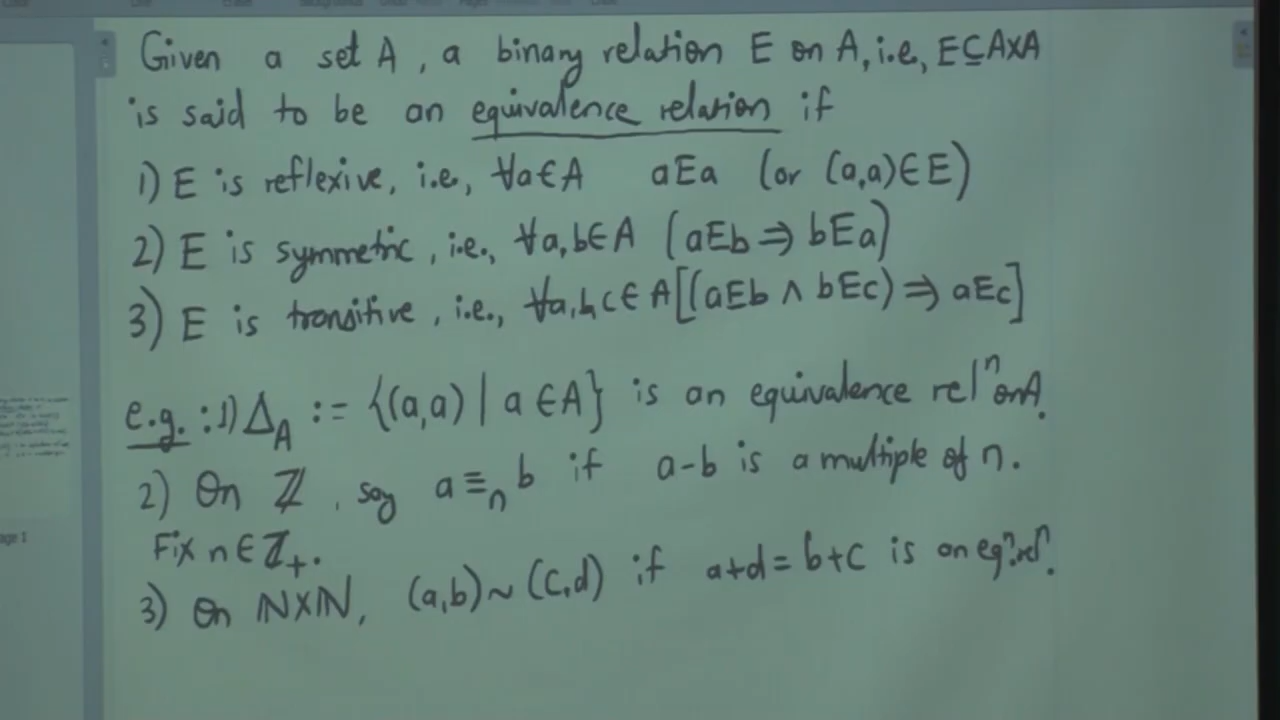 Given a set A, a binary relation E on A, i.e., E⊆A×A
is said to be an equivalence relation if
1) E is reflexive, i.e., ∀a∈A aEa (or (a,a)∈E)
2) E is symmetric, i.e., ∀a,b∈A (aEb ⇒ bEa)
3) E is transitive, i.e., ∀a,b,c∈A[(aEb ∧ bEc) ⇒ aEc]
e.g. : 1) Δ_A := {(a,a) | a∈A} is an equivalence relⁿ on A.
2) On ℤ, say a ≡ₙ b if a-b is a multiple of n.
Fix n∈ℤ₊.
3) On ℕ×ℕ, (a,b) ~ (c,d) if a+d = b+c is an eqⁿ. relⁿ.